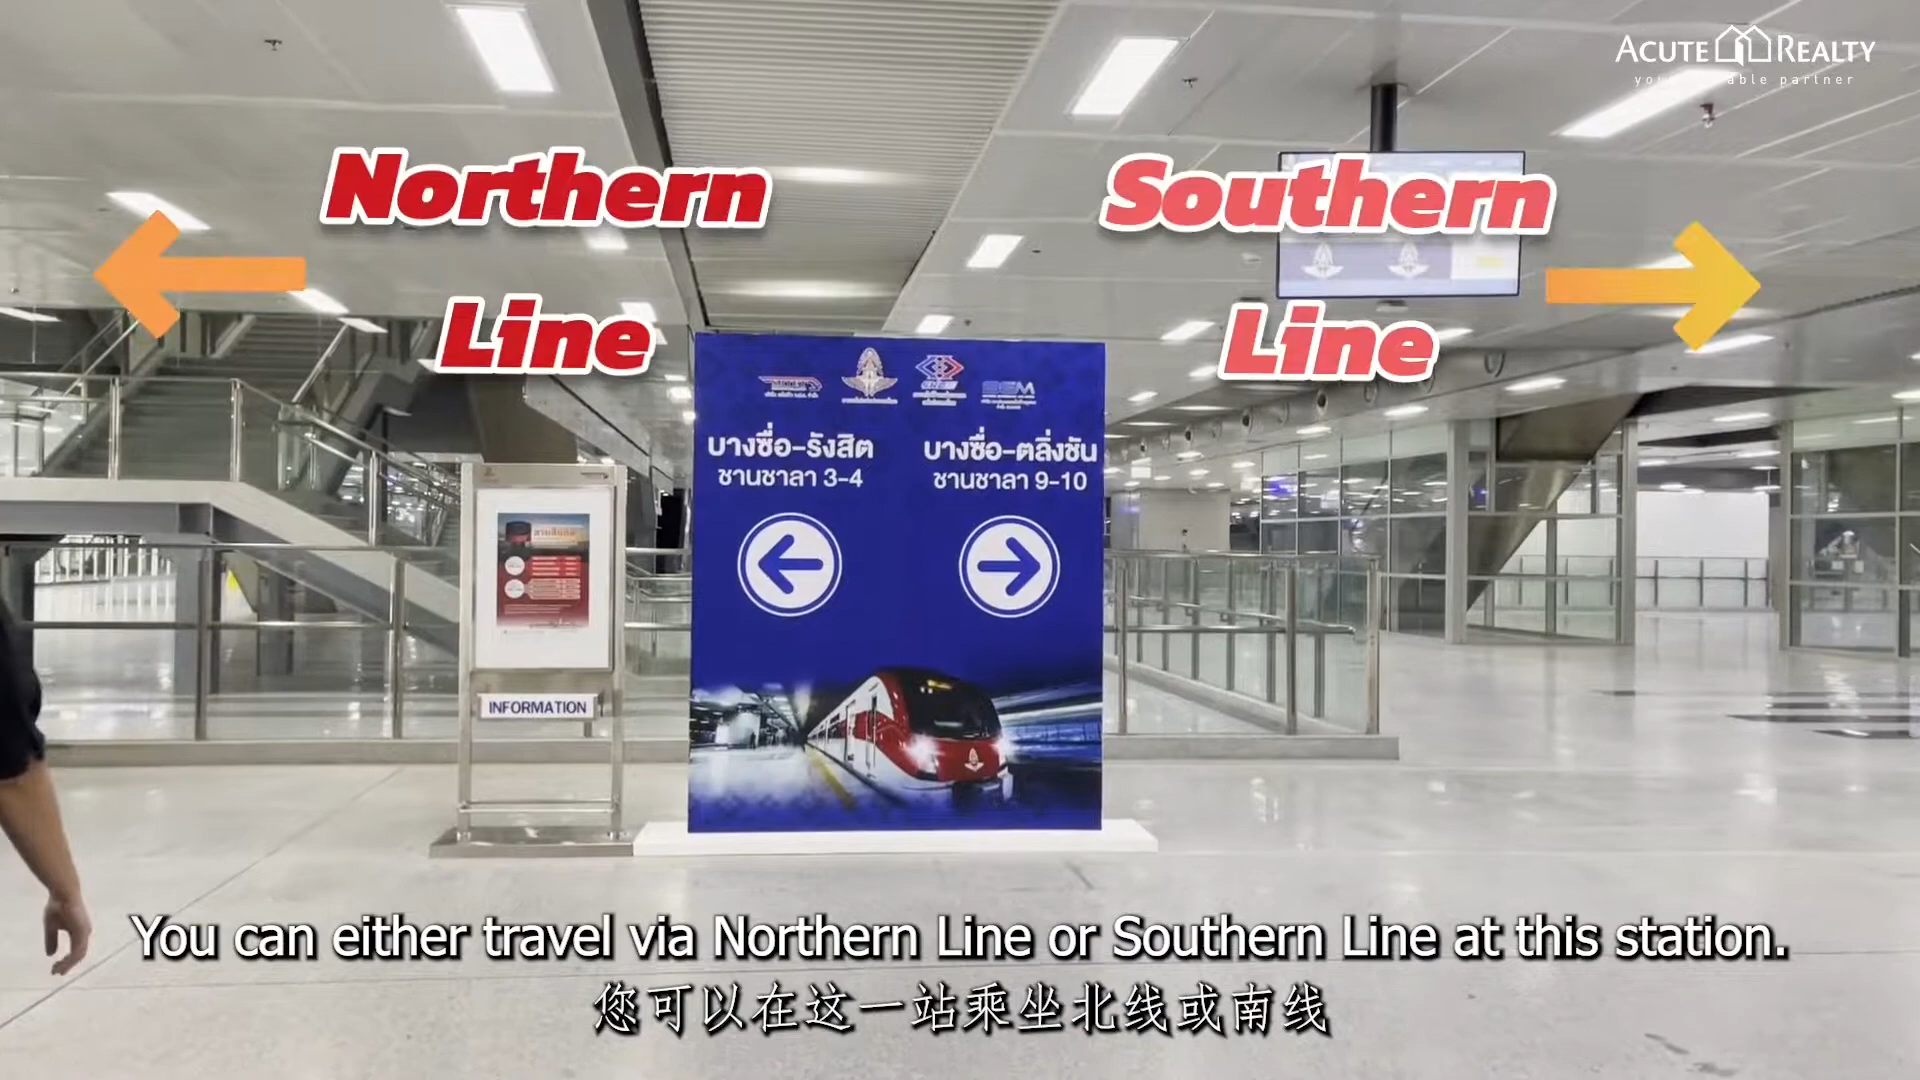 ACUTE REALTY
Northern
Line
Southern
Line
บางซื่อ-รังสิต
ชานชาลา 3-4
บางซื่อ-ตลิ่งชัน
ชานชาลา 9-10
INFORMATION
You can either travel via Northern Line or Southern Line at this station.
您可以在这一站乘坐北线或南线